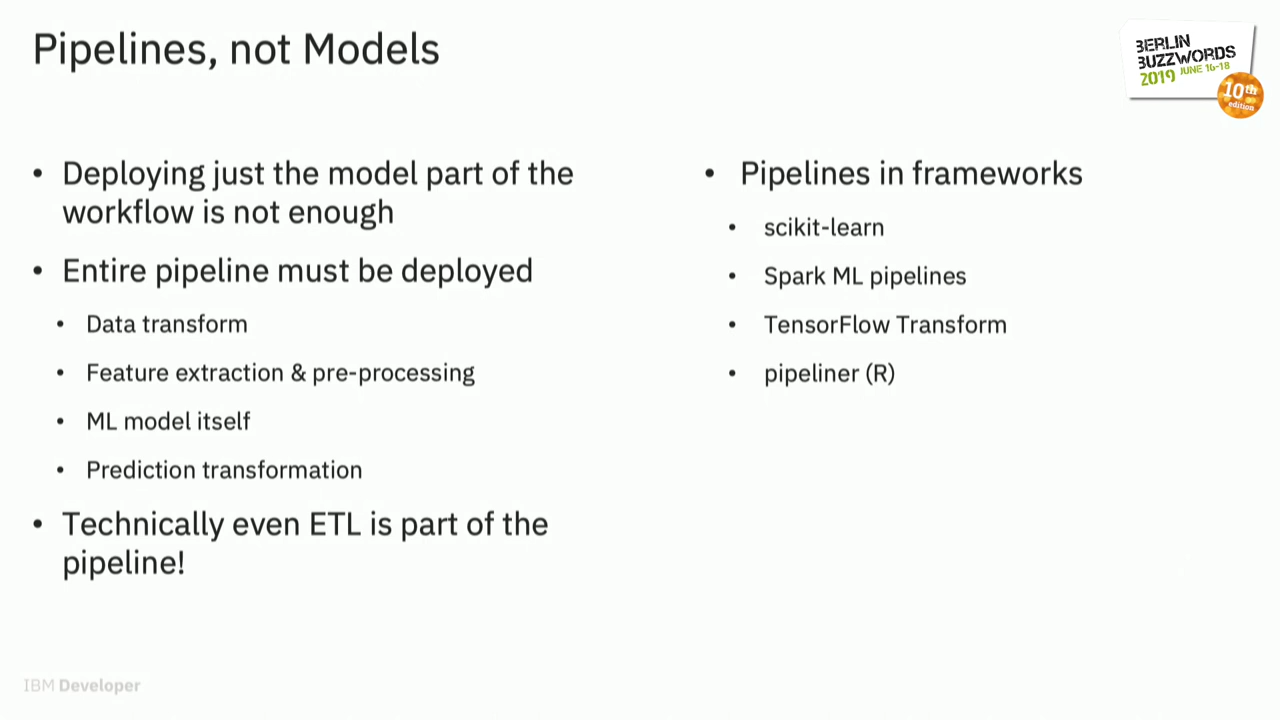 Pipelines, not Models
BERLIN
BUZZWORDS
2019 JUNE 16-18
10th
edition
• Deploying just the model part of the
workflow is not enough
• Entire pipeline must be deployed
• Data transform
• Feature extraction & pre-processing
• ML model itself
• Prediction transformation
• Technically even ETL is part of the
pipeline!
• Pipelines in frameworks
• scikit-learn
• Spark ML pipelines
• TensorFlow Transform
• pipeliner (R)
IBM Developer